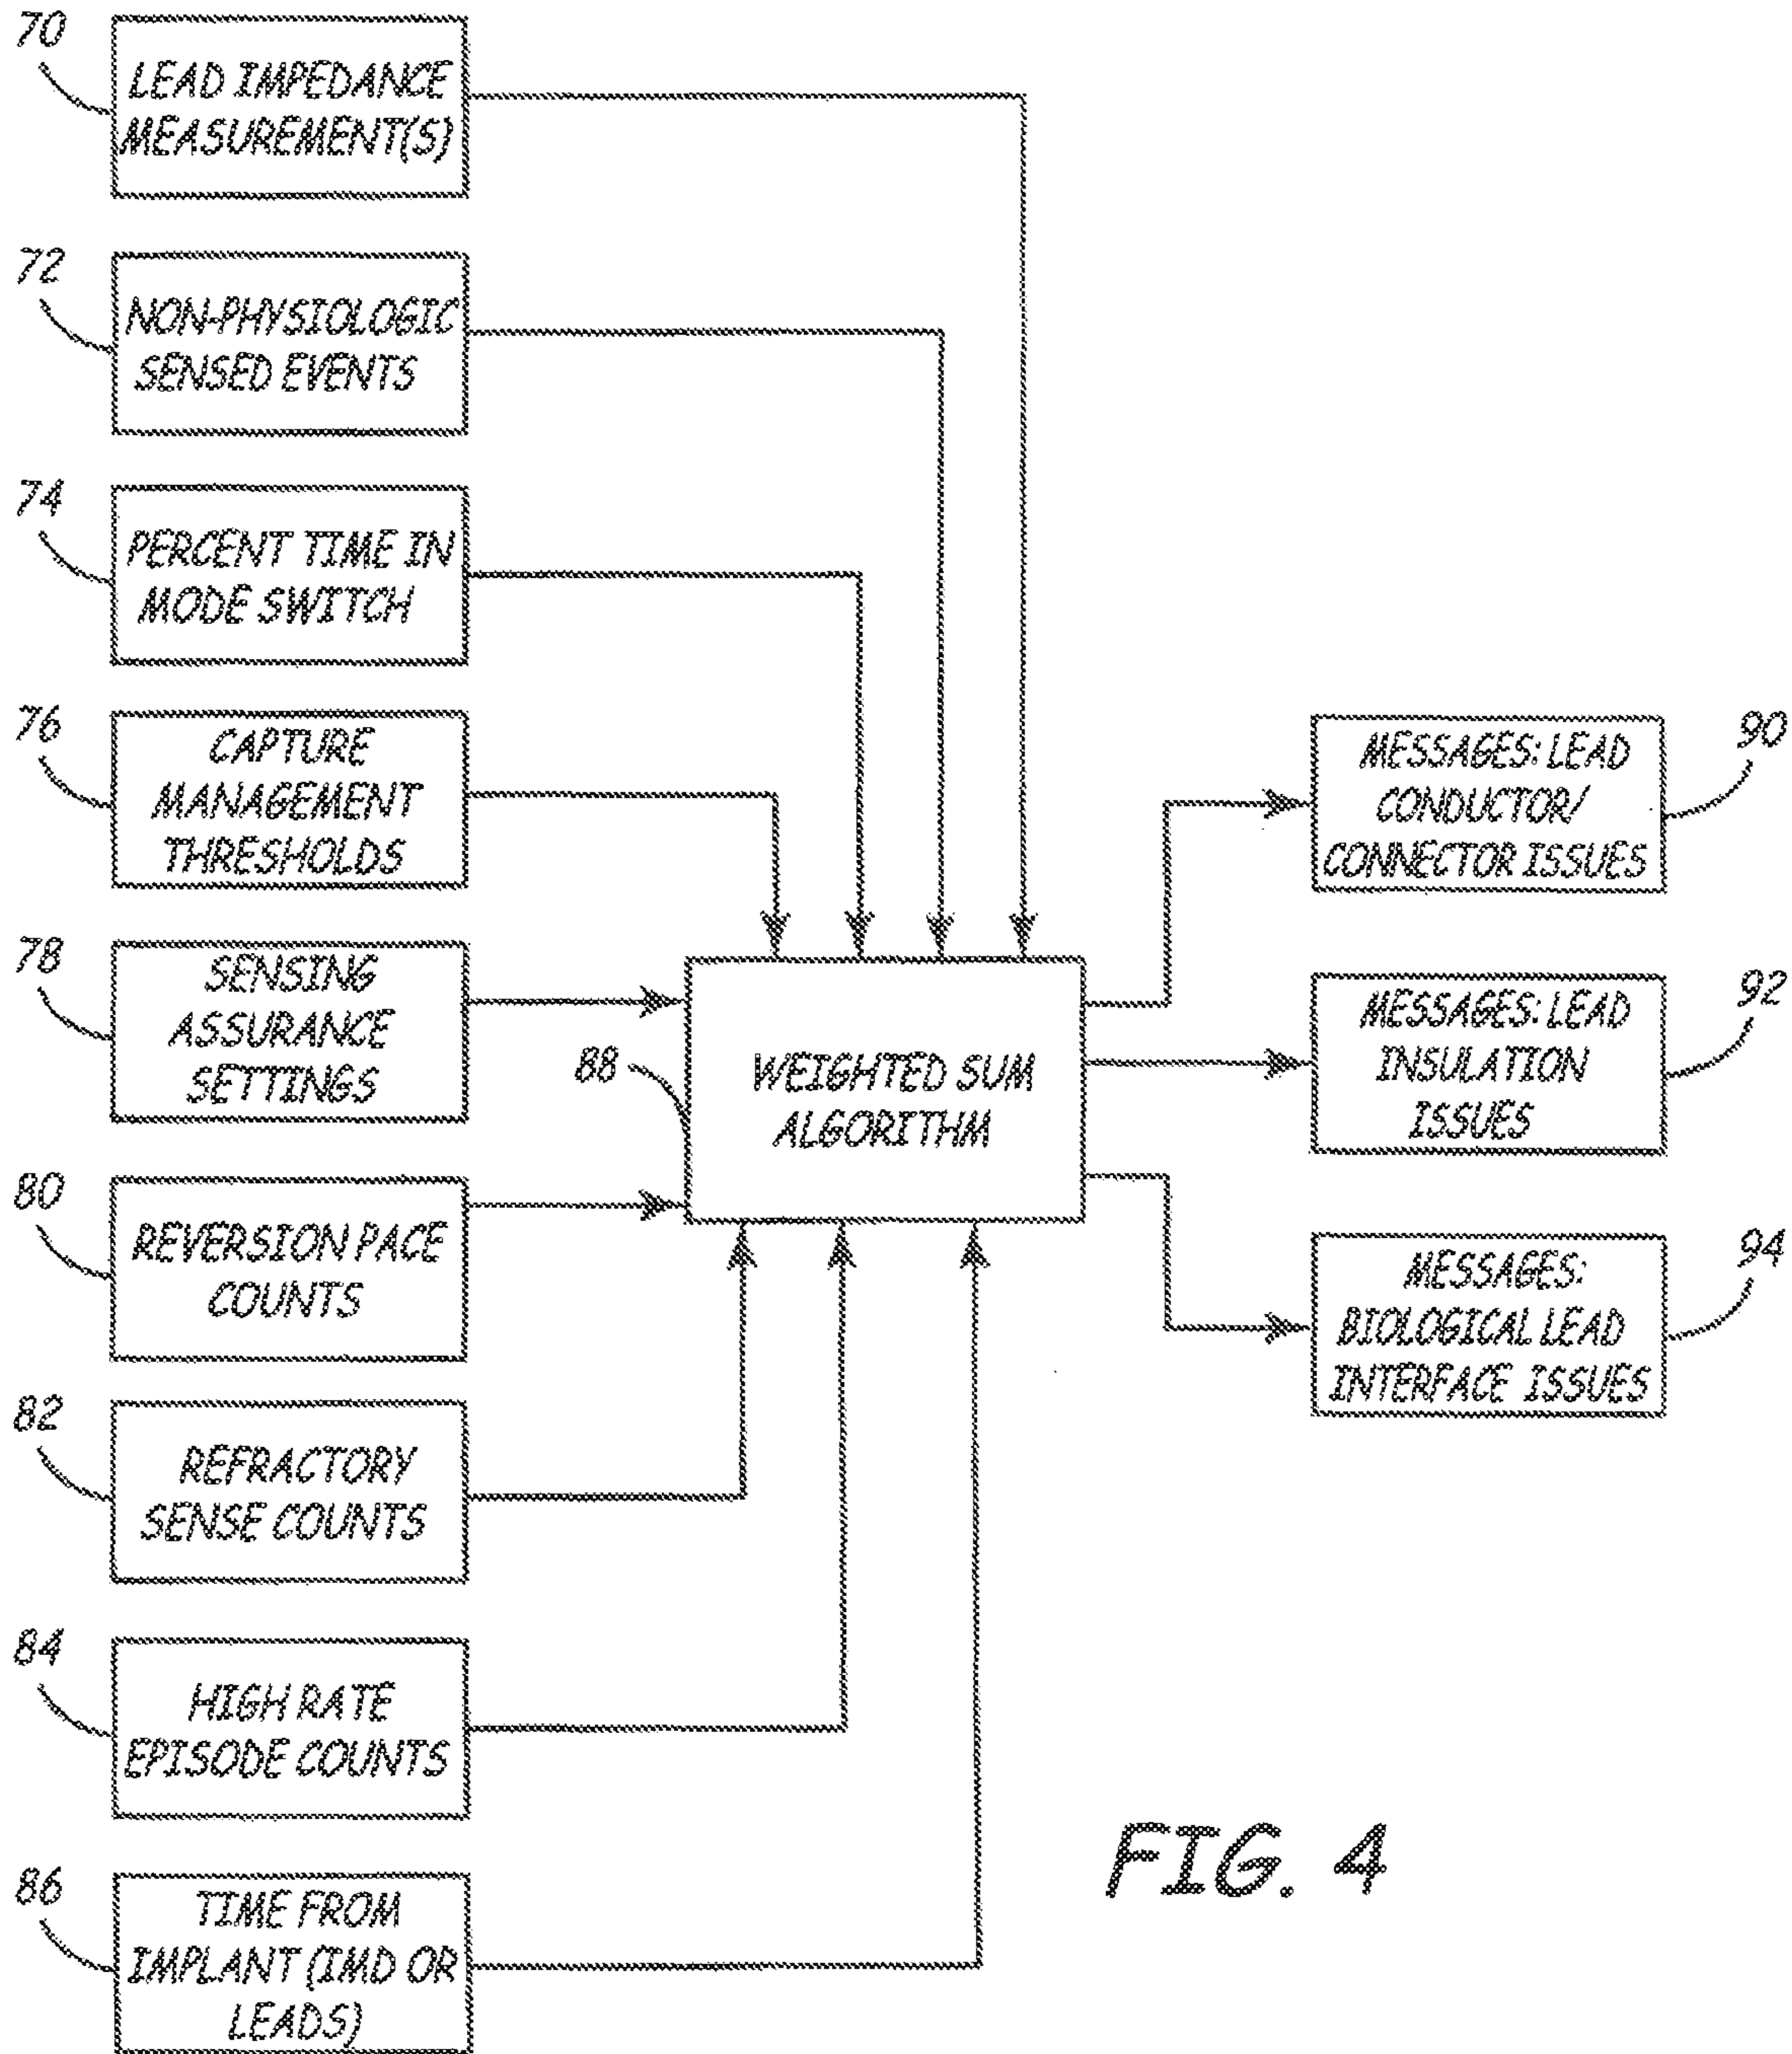 70
LEAD IMPEDANCE
MEASUREMENT(S)
72
NON-PHYSIOLOGIC
SENSED EVENTS
74
PERCENT TIME IN
MODE SWITCH
76
CAPTURE
MANAGEMENT
THRESHOLDS
78
SENSING
ASSURANCE
SETTINGS
80
REVERSION PACE
COUNTS
82
REFRACTORY
SENSE COUNTS
84
HIGH RATE
EPISODE COUNTS
86
TIME FROM
IMPLANT (IMD OR
LEADS)
88
WEIGHTED SUM
ALGORITHM
90
MESSAGES: LEAD
CONDUCTOR/
CONNECTOR ISSUES
92
MESSAGES: LEAD
INSULATION
ISSUES
94
MESSAGES:
BIOLOGICAL LEAD
INTERFACE ISSUES
FIG. 4